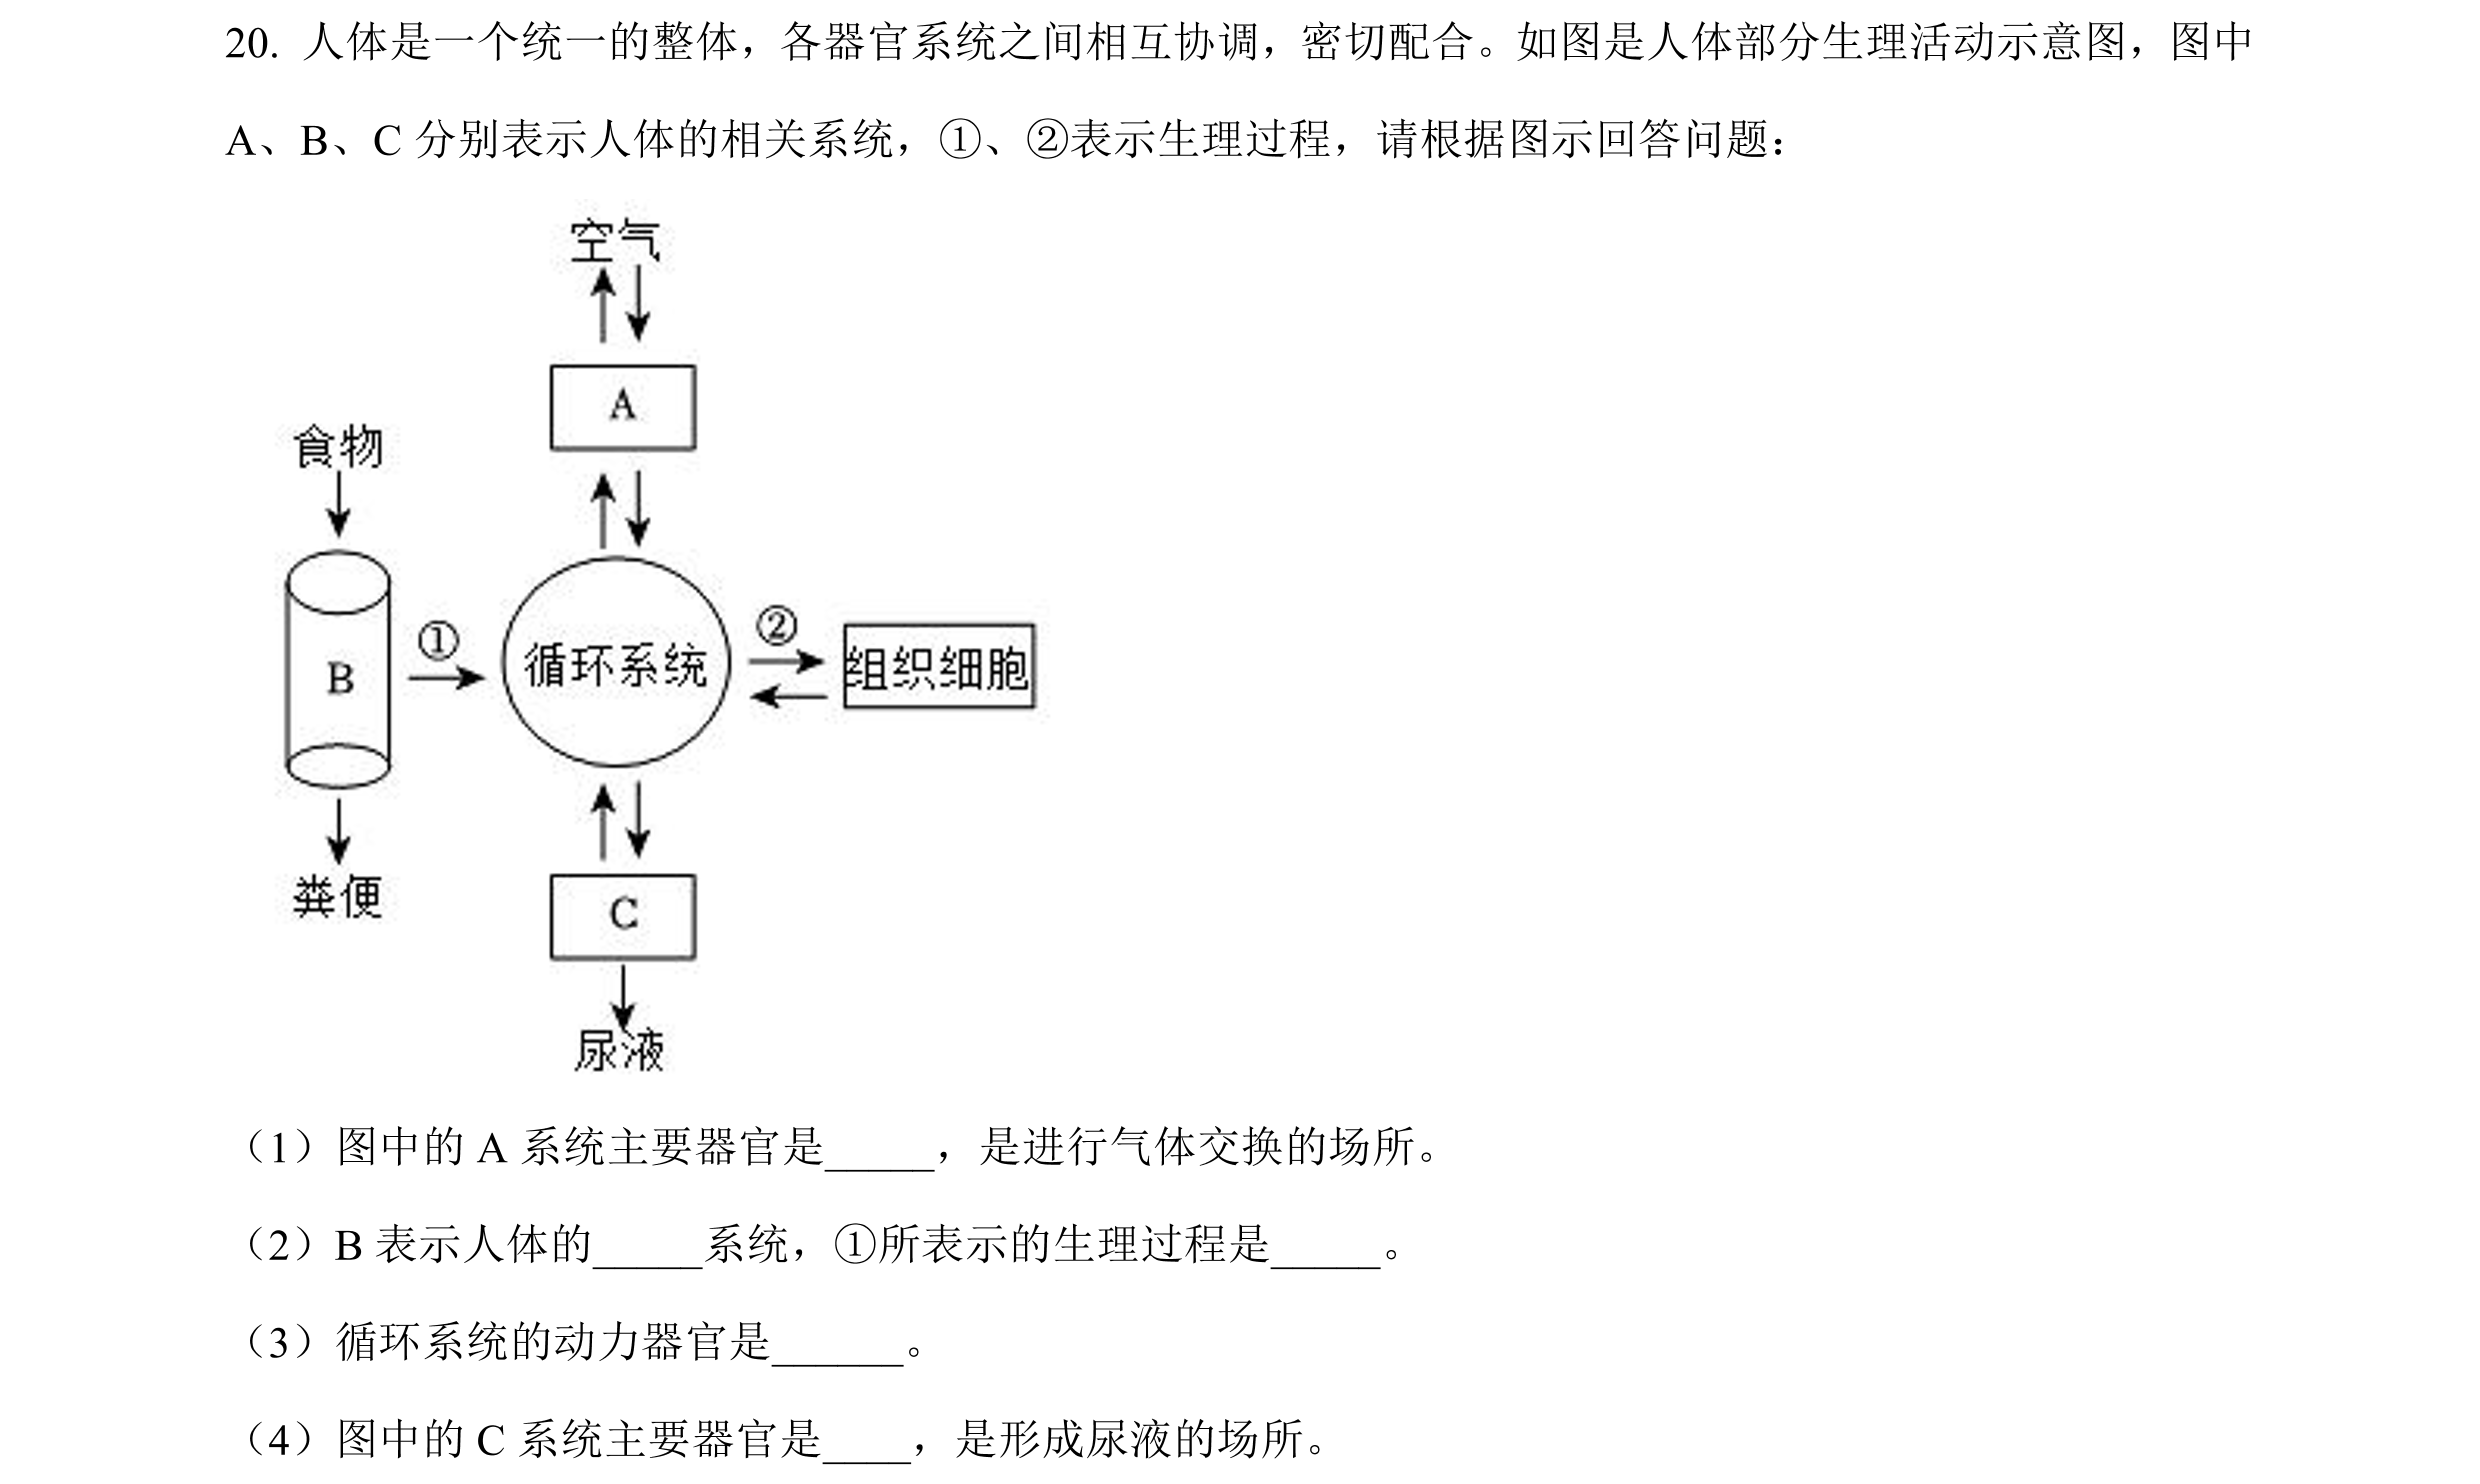 20. 人体是一个统一的整体，各器官系统之间相互协调，密切配合。如图是人体部分生理活动示意图，图中
A、B、C 分别表示人体的相关系统，①、②表示生理过程，请根据图示回答问题：
空气
A
食物
B
①
循环系统
②
组织细胞
粪便
C
尿液
（1）图中的 A 系统主要器官是_____，是进行气体交换的场所。
（2）B 表示人体的_____系统，①所表示的生理过程是_____。
（3）循环系统的动力器官是______。
（4）图中的 C 系统主要器官是____，是形成尿液的场所。